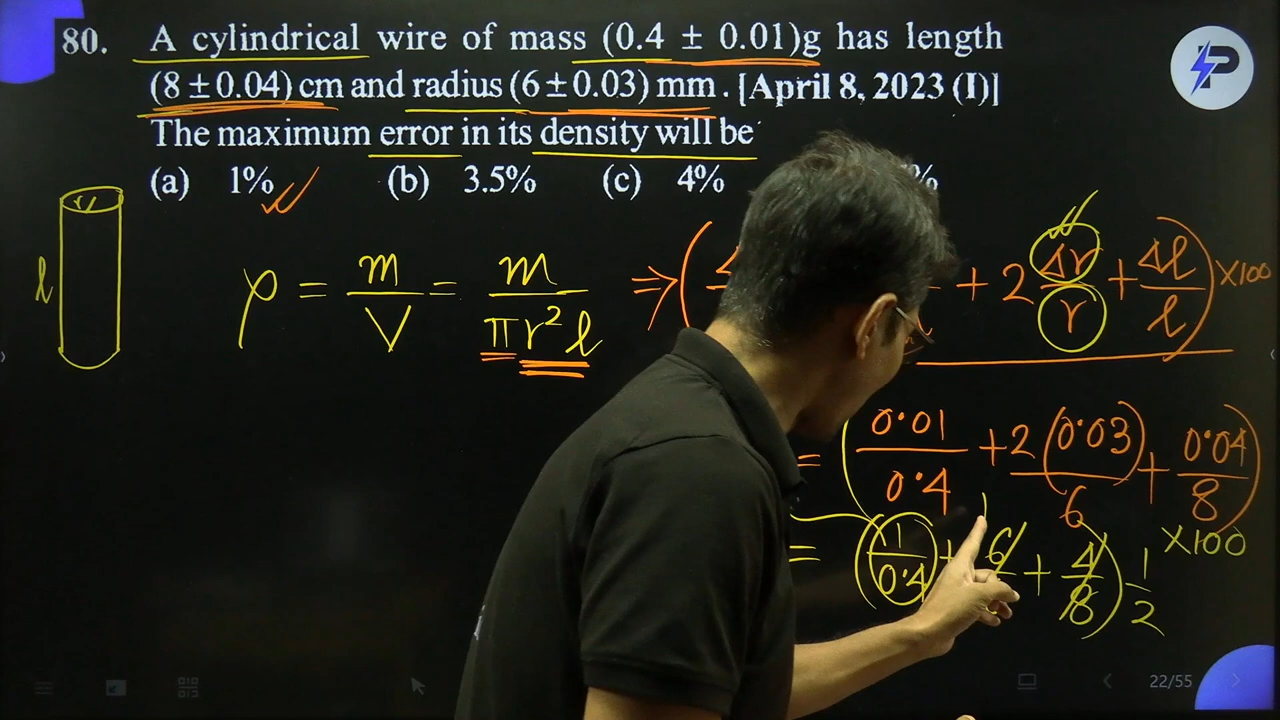 80. A cylindrical wire of mass (0.4 ± 0.01)g has length
(8 ± 0.04) cm and radius (6 ± 0.03) mm. [April 8, 2023 (I)]
The maximum error in its density will be
(a) 1% (b) 3.5% (c) 4% %
r
l
ρ = m/V = m/πr²l ⇒ ( + 2 Δr/r + Δl/l ) ×100
= ( 0.01/0.4 + 2(0.03)/6 + 0.04/8 ) ×100
= ( 1/0.4 + 6/ + 4/8 ) 1/2
1
22/55